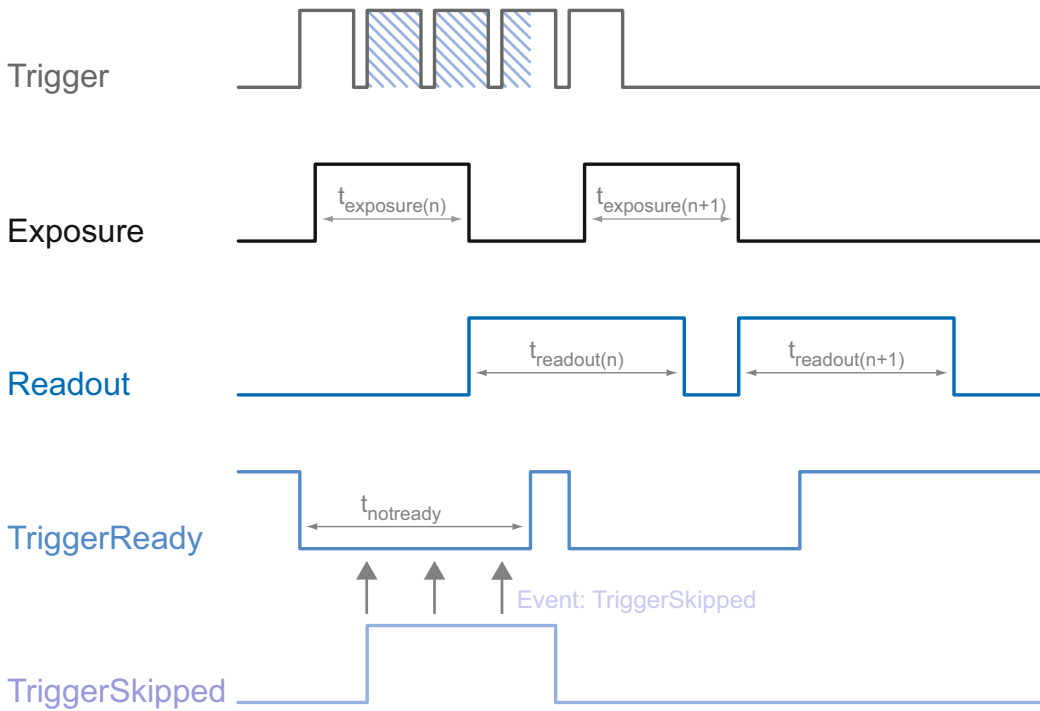 Trigger
Exposure
t exposure(n)
t exposure(n+1)
Readout
t readout(n)
t readout(n+1)
TriggerReady
t notready
Event: TriggerSkipped
TriggerSkipped